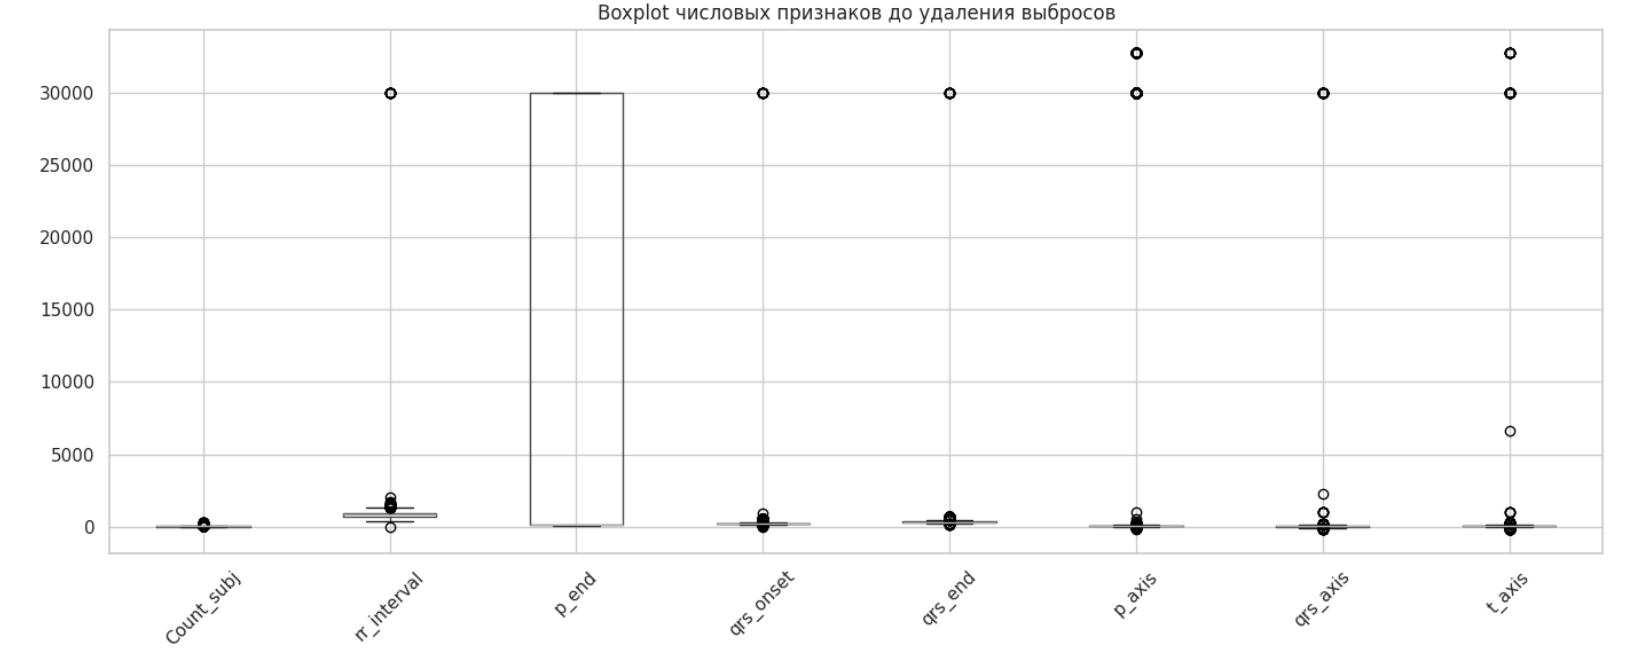 Boxplot числовых признаков до удаления выбросов
30000
25000
20000
15000
10000
5000
0
Count_subj
rr_interval
p_end
qrs_onset
qrs_end
p_axis
qrs_axis
t_axis